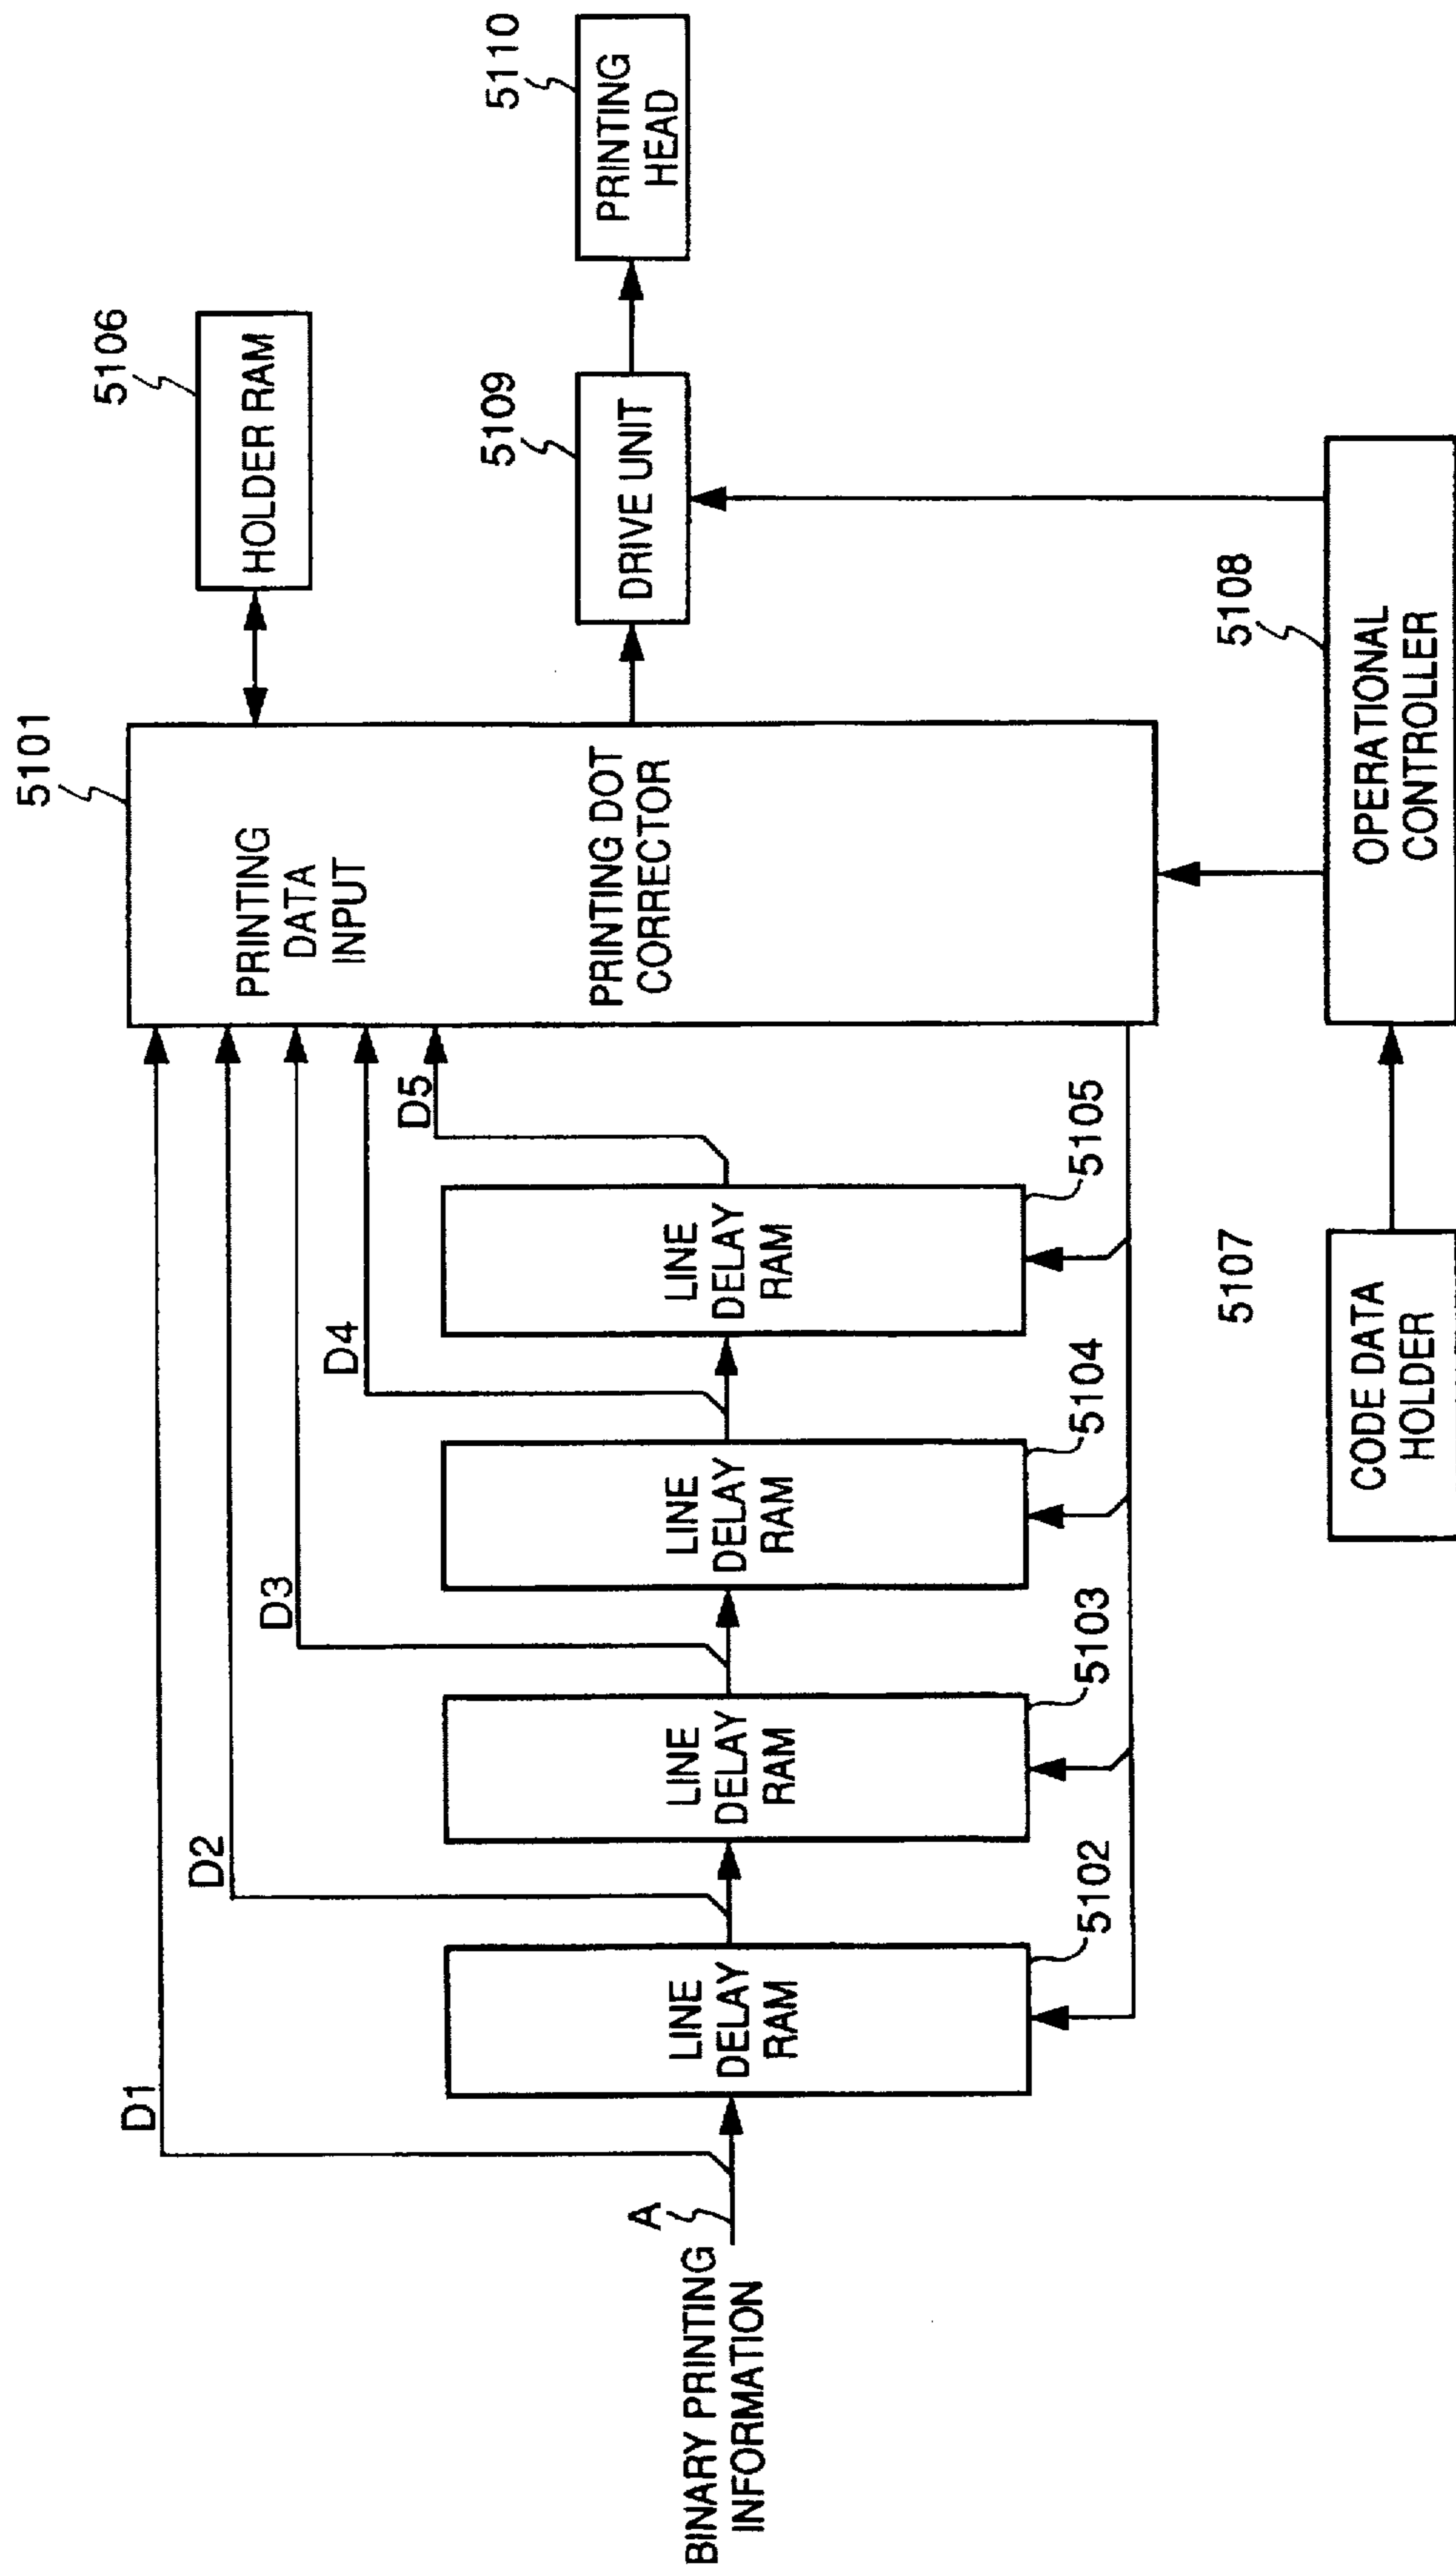 5101
5106
HOLDER RAM
5110
PRINTING
HEAD
5109
DRIVE UNIT
PRINTING
DATA
INPUT
PRINTING DOT
CORRECTOR
D1
D2
D3
D4
D5
A
BINARY PRINTING
INFORMATION
LINE
DELAY
RAM
5102
LINE
DELAY
RAM
5103
LINE
DELAY
RAM
5104
LINE
DELAY
RAM
5105
5107
CODE DATA
HOLDER
5108
OPERATIONAL
CONTROLLER